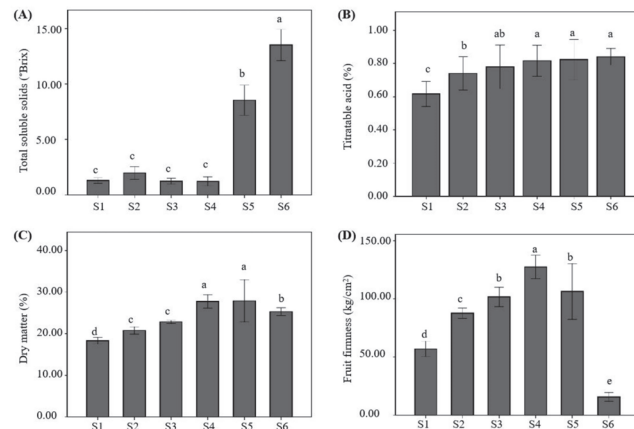 (A)
Total soluble solids (°Brix)
15.00
10.00
5.00
0.00
c
c
c
c
b
a
S1 S2 S3 S4 S5 S6
(B)
Titratable acid (%)
1.00
0.80
0.60
0.40
0.20
0.00
c
b
ab
a
a
a
S1 S2 S3 S4 S5 S6
(C)
Dry matter (%)
40.00
30.00
20.00
10.00
0.00
d
c
c
a
a
b
S1 S2 S3 S4 S5 S6
(D)
Fruit firmness (kg/cm²)
150.00
100.00
50.00
0.00
d
c
b
a
b
e
S1 S2 S3 S4 S5 S6